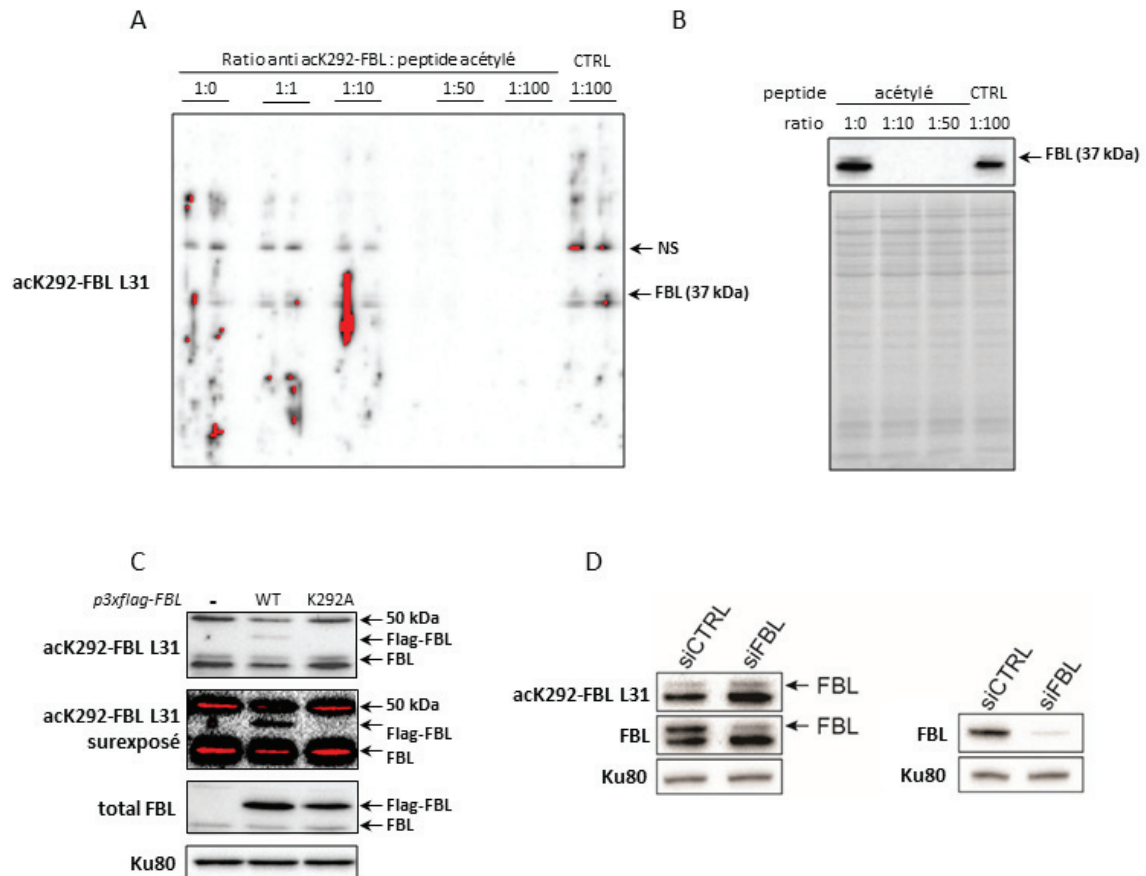 A
Ratio anti acK292-FBL : peptide acétylé
CTRL
1:0 1:1 1:10 1:50 1:100 1:100
acK292-FBL L31
NS
FBL (37 kDa)
B
peptide acétylé CTRL
ratio 1:0 1:10 1:50 1:100
FBL (37 kDa)
C
p3xflag-FBL - WT K292A
acK292-FBL L31
50 kDa
Flag-FBL
FBL
acK292-FBL L31
surexposé
50 kDa
Flag-FBL
FBL
total FBL
Flag-FBL
FBL
Ku80
D
siCTRL siFBL
acK292-FBL L31
FBL
FBL
FBL
Ku80
siCTRL siFBL
FBL
Ku80